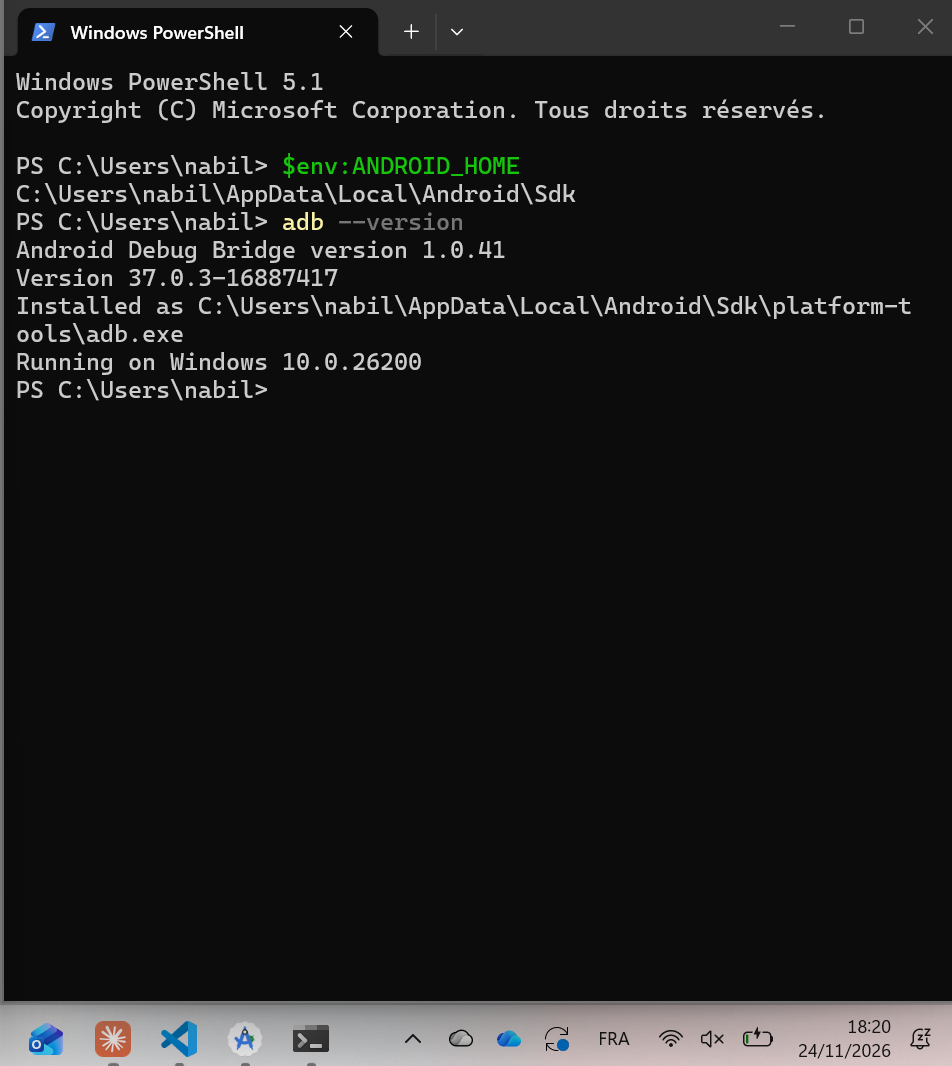 Windows PowerShell
Windows PowerShell 5.1
Copyright (C) Microsoft Corporation. Tous droits réservés.
PS C:\Users\nabil> $env:ANDROID_HOME
C:\Users\nabil\AppData\Local\Android\Sdk
PS C:\Users\nabil> adb --version
Android Debug Bridge version 1.0.41
Version 37.0.3-16887417
Installed as C:\Users\nabil\AppData\Local\Android\Sdk\platform-t
ools\adb.exe
Running on Windows 10.0.26200
PS C:\Users\nabil>
FRA
18:20
24/11/2026